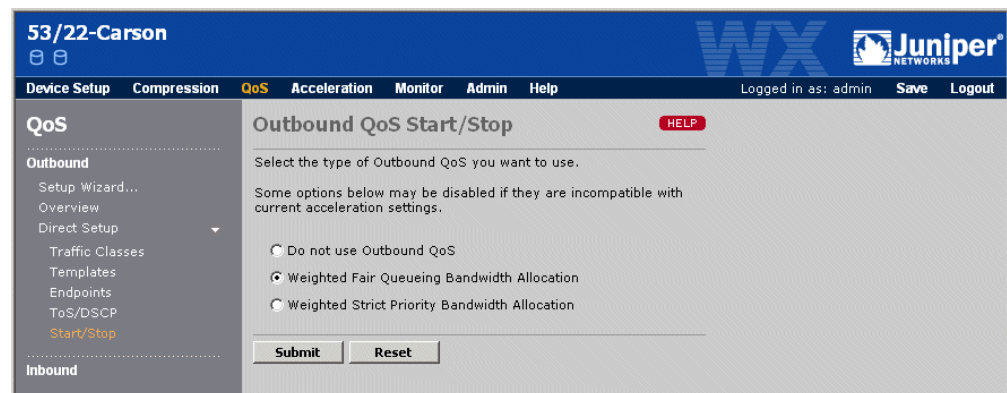 53/22-Carson
WX
Juniper®
NETWORKS
Device Setup Compression QoS Acceleration Monitor Admin Help Logged in as: admin Save Logout
QoS
Outbound
Setup Wizard...
Overview
Direct Setup
Traffic Classes
Templates
Endpoints
ToS/DSCP
Start/Stop
Inbound
Outbound QoS Start/Stop HELP
Select the type of Outbound QoS you want to use.
Some options below may be disabled if they are incompatible with
current acceleration settings.
Do not use Outbound QoS
Weighted Fair Queueing Bandwidth Allocation
Weighted Strict Priority Bandwidth Allocation
Submit Reset